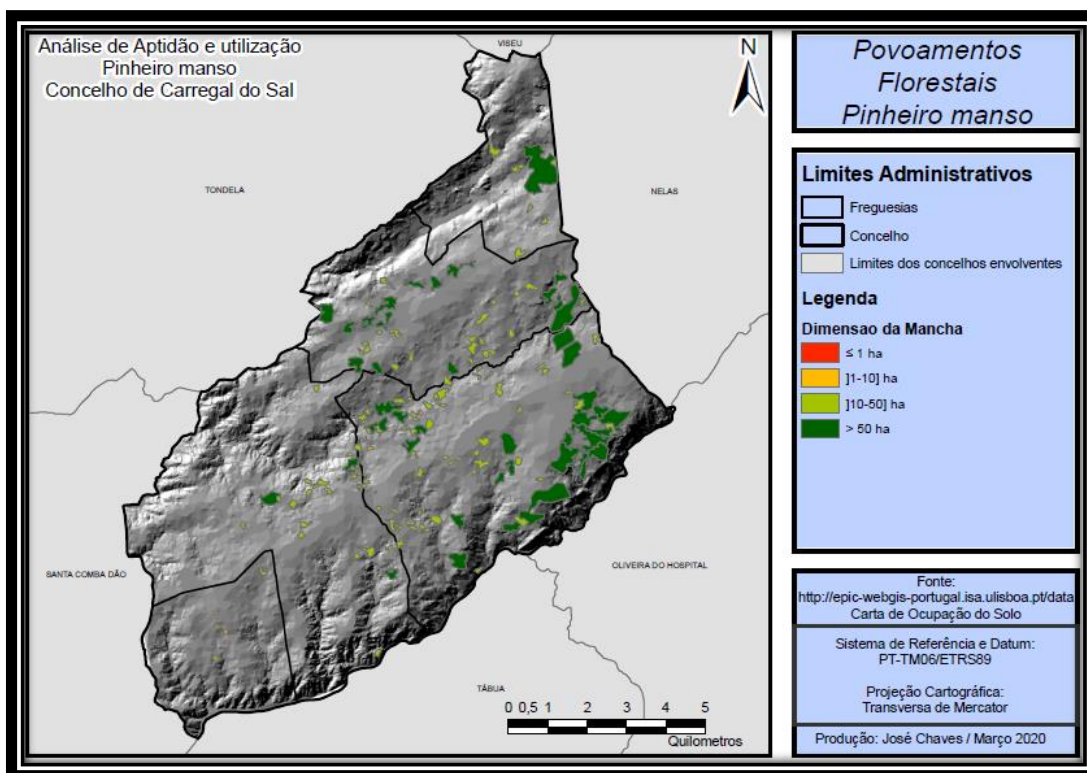 Análise de Aptidão e utilização
Pinheiro manso
Concelho de Carregal do Sal
VISEU
N
TONDELA
NELAS
SANTA COMBA DÃO
OLIVEIRA DO HOSPITAL
TÁBUA
0 0,5 1 2 3 4 5
Quilometros
Povoamentos
Florestais
Pinheiro manso
Limites Administrativos
Freguesias
Concelho
Limites dos concelhos envolventes
Legenda
Dimensao da Mancha
≤ 1 ha
]1-10] ha
]10-50] ha
> 50 ha
Fonte:
http://epic-webgis-portugal.isa.ulisboa.pt/data
Carta de Ocupação do Solo
Sistema de Referência e Datum:
PT-TM06/ETRS89
Projeção Cartográfica:
Transversa de Mercator
Produção: José Chaves / Março 2020